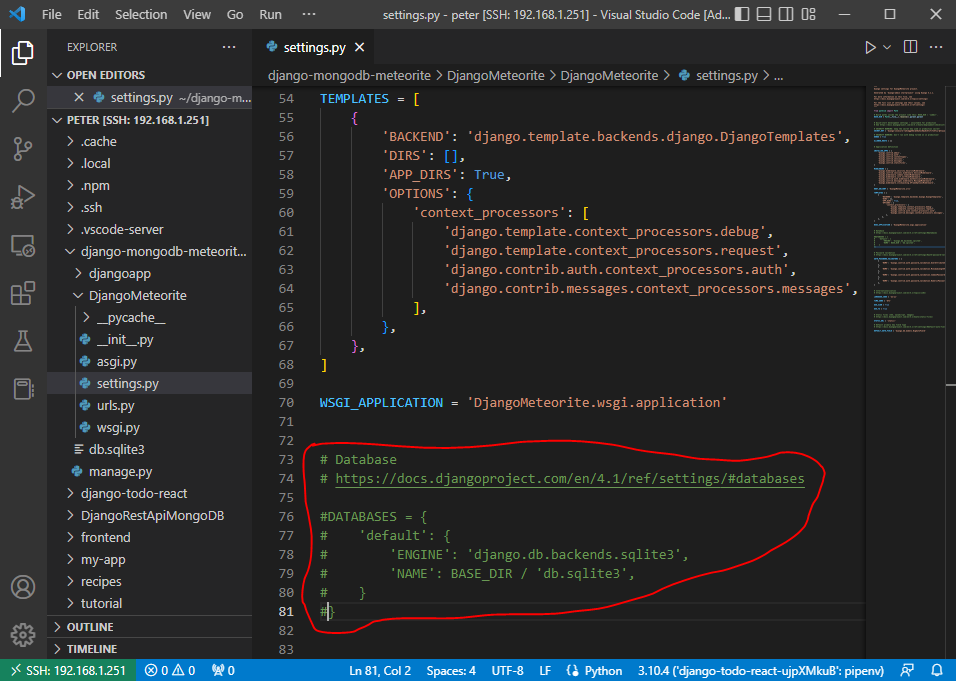 File Edit Selection View Go Run ··· settings.py - peter [SSH: 192.168.1.251] - Visual Studio Code [Ad...
EXPLORER ···
OPEN EDITORS
settings.py ~/django-m...
PETER [SSH: 192.168.1.251]
.cache
.local
.npm
.ssh
.vscode-server
django-mongodb-meteorit...
djangoapp
DjangoMeteorite
__pycache__
__init__.py
asgi.py
settings.py
urls.py
wsgi.py
db.sqlite3
manage.py
django-todo-react
DjangoRestApiMongoDB
frontend
my-app
recipes
tutorial
OUTLINE
TIMELINE
settings.py
django-mongodb-meteorite > DjangoMeteorite > DjangoMeteorite > settings.py > ...
54 TEMPLATES = [
55     {
56         'BACKEND': 'django.template.backends.django.DjangoTemplates',
57         'DIRS': [],
58         'APP_DIRS': True,
59         'OPTIONS': {
60             'context_processors': [
61                 'django.template.context_processors.debug',
62                 'django.template.context_processors.request',
63                 'django.contrib.auth.context_processors.auth',
64                 'django.contrib.messages.context_processors.messages',
65             ],
66         },
67     },
68 ]
69
70 WSGI_APPLICATION = 'DjangoMeteorite.wsgi.application'
71
72
73 # Database
74 # https://docs.djangoproject.com/en/4.1/ref/settings/#databases
75
76 #DATABASES = {
77 #    'default': {
78 #        'ENGINE': 'django.db.backends.sqlite3',
79 #        'NAME': BASE_DIR / 'db.sqlite3',
80 #    }
81 #}
82
83
SSH: 192.168.1.251 0 0 0 Ln 81, Col 2 Spaces: 4 UTF-8 LF Python 3.10.4 ('django-todo-react-ujpXMkuB': pipenv)